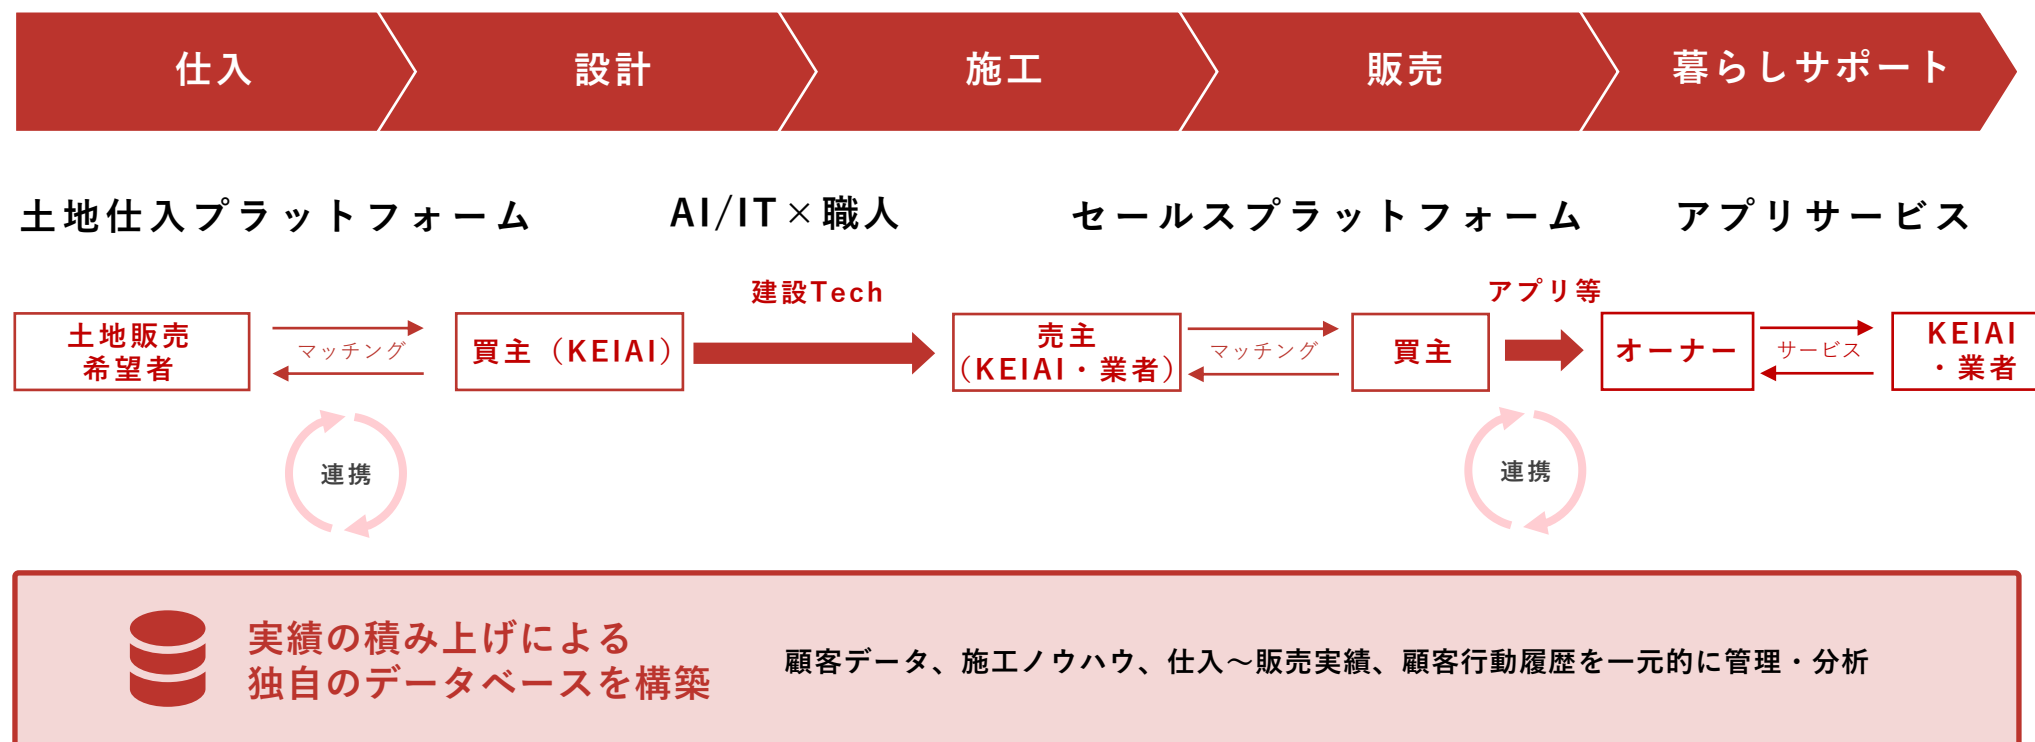 仕入
設計
施工
販売
暮らしサポート
土地仕入プラットフォーム
AI/IT×職人
セールスプラットフォーム
アプリサービス
建設Tech
アプリ等
土地販売
希望者
マッチング
買主（KEIAI）
売主
（KEIAI・業者）
マッチング
買主
オーナー
サービス
KEIAI
・業者
連携
連携
実績の積み上げによる
独自のデータベースを構築
顧客データ、施工ノウハウ、仕入～販売実績、顧客行動履歴を一元的に管理・分析